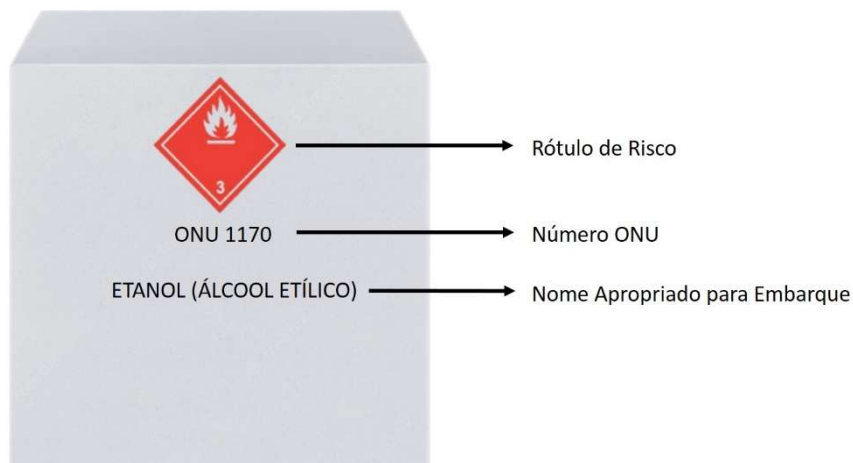 3
Rótulo de Risco
ONU 1170
Número ONU
ETANOL (ÁLCOOL ETÍLICO)
Nome Apropriado para Embarque